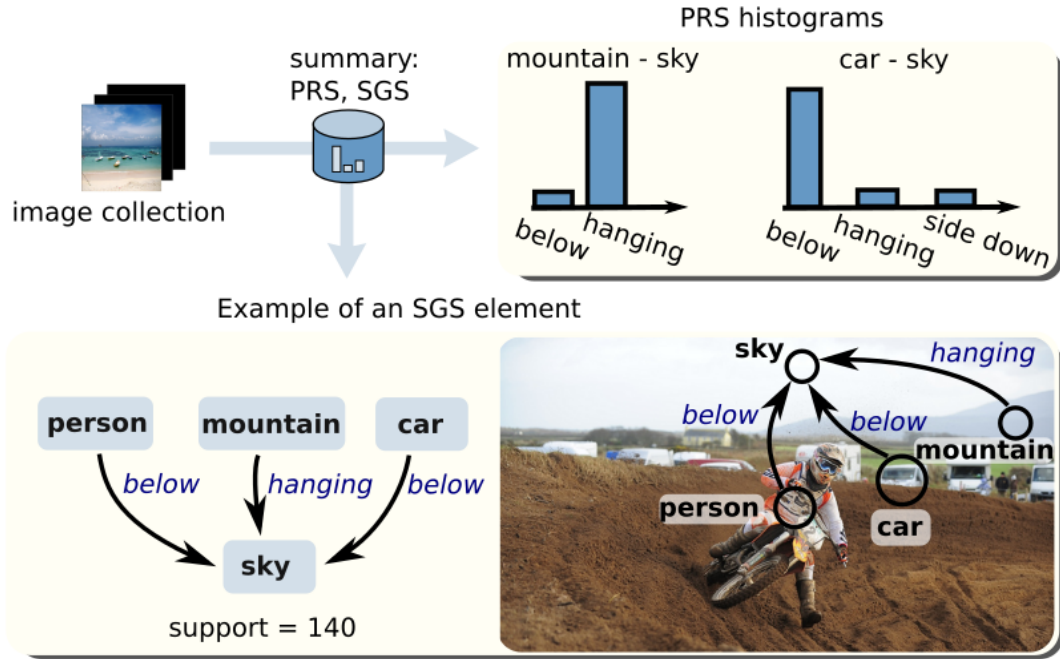 PRS histograms
summary:
PRS, SGS
mountain - sky
car - sky
image collection
below
hanging
below
hanging
side down
Example of an SGS element
person
mountain
car
below
hanging
below
sky
support = 140
sky
hanging
below
below
mountain
person
car